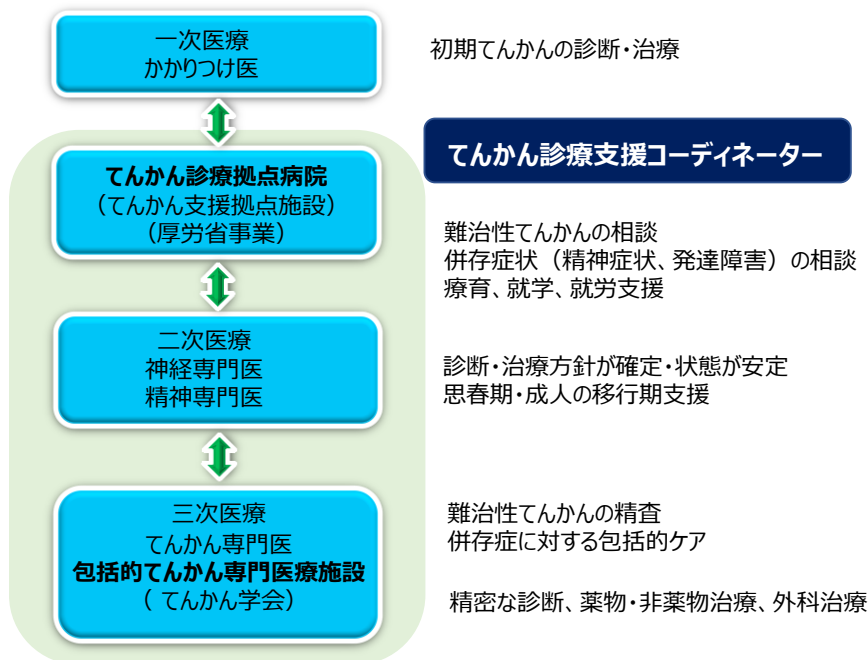 一次医療
かかりつけ医
初期てんかんの診断・治療
てんかん診療支援コーディネーター
てんかん診療拠点病院
（てんかん支援拠点施設）
（厚労省事業）
難治性てんかんの相談
併存症状（精神症状、発達障害）の相談
療育、就学、就労支援
二次医療
神経専門医
精神専門医
診断・治療方針が確定・状態が安定
思春期・成人の移行期支援
三次医療
てんかん専門医
包括的てんかん専門医療施設
（ てんかん学会）
難治性てんかんの精査
併存症に対する包括的ケア
精密な診断、薬物・非薬物治療、外科治療